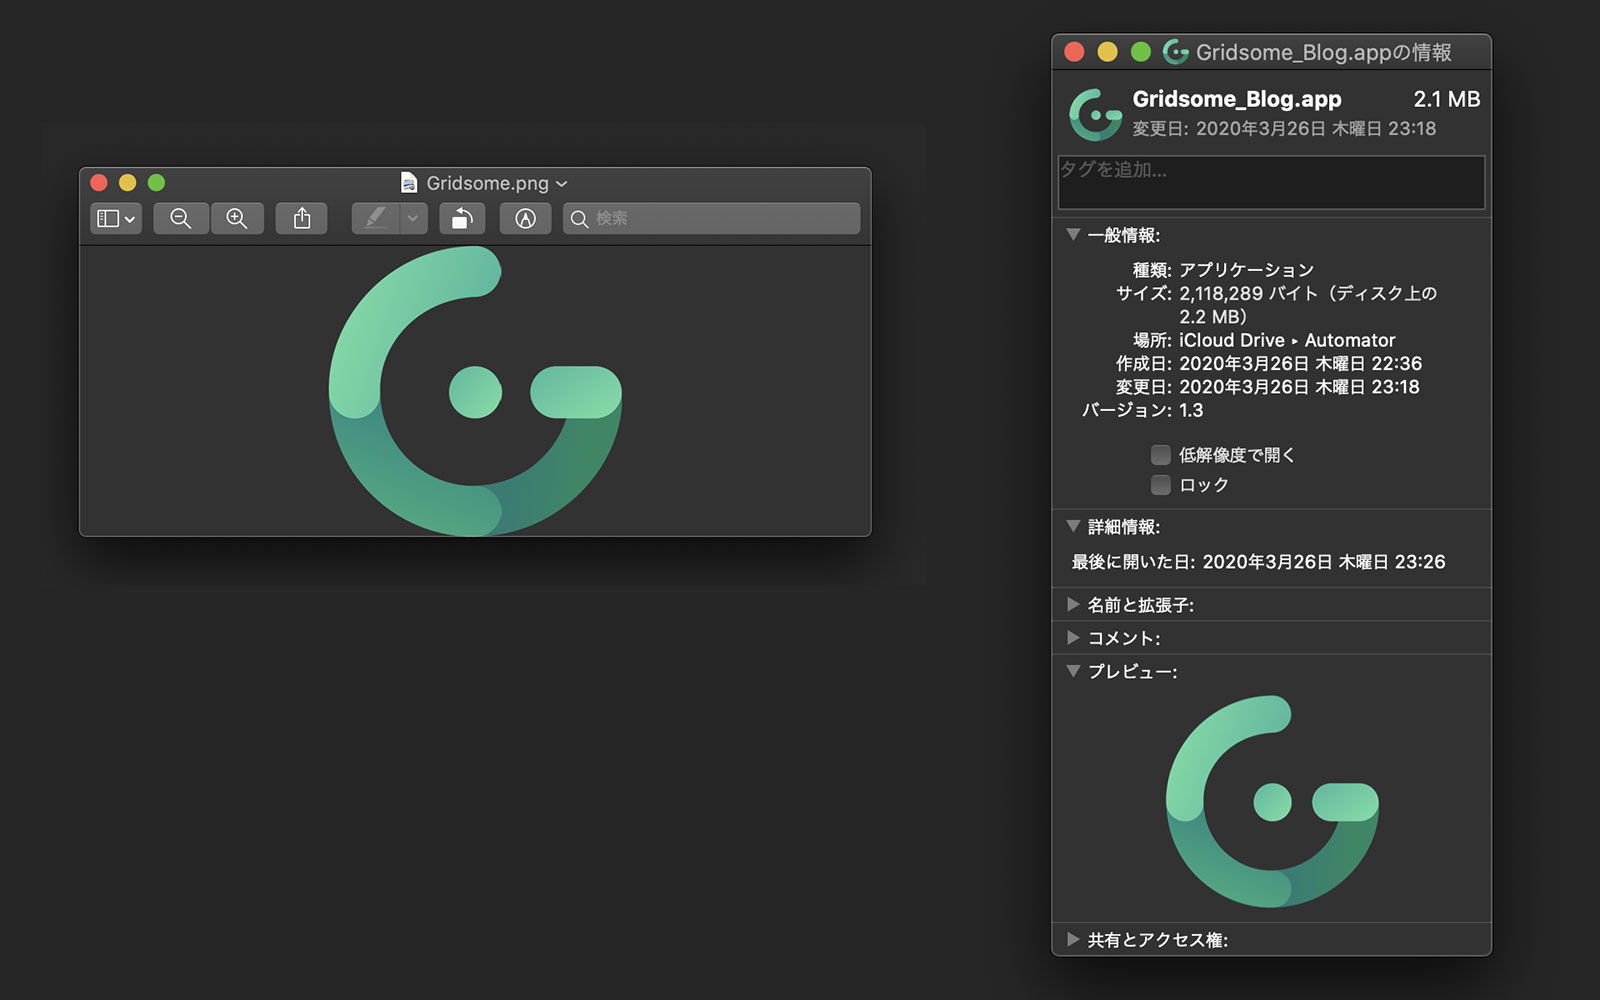 Gridsome.png
検索
Gridsome_Blog.appの情報
Gridsome_Blog.app 2.1 MB
変更日: 2020年3月26日 木曜日 23:18
タグを追加...
一般情報:
種類: アプリケーション
サイズ: 2,118,289 バイト（ディスク上の
2.2 MB）
場所: iCloud Drive ▸ Automator
作成日: 2020年3月26日 木曜日 22:36
変更日: 2020年3月26日 木曜日 23:18
バージョン: 1.3
低解像度で開く
ロック
詳細情報:
最後に開いた日: 2020年3月26日 木曜日 23:26
名前と拡張子:
コメント:
プレビュー:
共有とアクセス権: